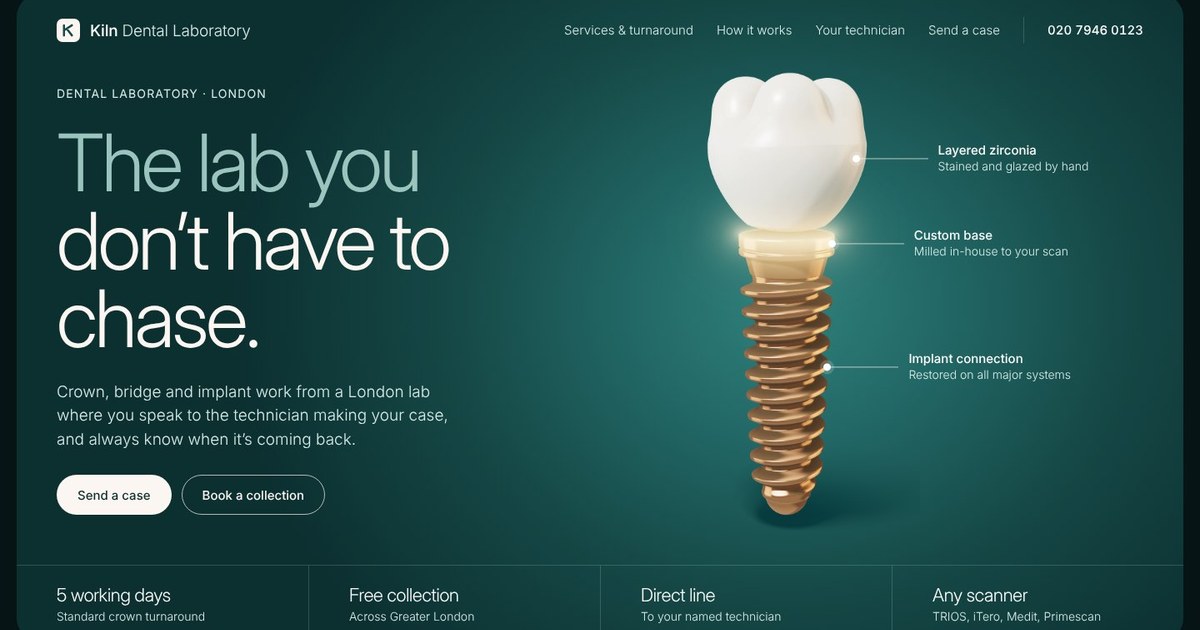 K Kiln Dental Laboratory
Services & turnaround How it works Your technician Send a case 020 7946 0123
DENTAL LABORATORY · LONDON
The lab you
don’t have to
chase.
Crown, bridge and implant work from a London lab
where you speak to the technician making your case,
and always know when it’s coming back.
Send a case Book a collection
Layered zirconia
Stained and glazed by hand
Custom base
Milled in-house to your scan
Implant connection
Restored on all major systems
5 working days
Standard crown turnaround
Free collection
Across Greater London
Direct line
To your named technician
Any scanner
TRIOS, iTero, Medit, Primescan